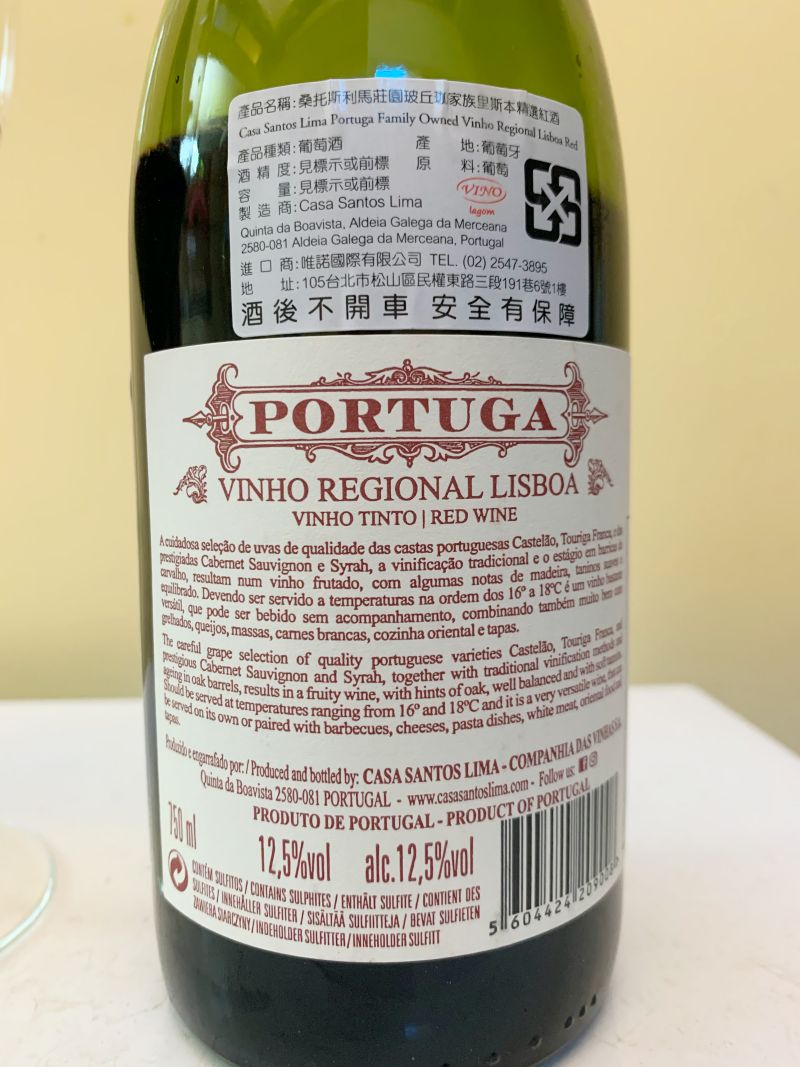 產品名稱:桑托斯利馬莊園玻丘珈家族里斯本精選紅酒
Casa Santos Lima Portuga Family Owned Vinho Regional Lisboa Red
產品種類:葡萄酒 產 地:葡萄牙
酒精度:見標示或前標 原 料:葡萄
容 量:見標示或前標
VINO
lagom
製造商:Casa Santos Lima
Quinta da Boavista, Aldeia Galega da Merceana
2580-081 Aldeia Galega da Merceana, Portugal
進口商:唯諾國際有限公司 TEL. (02) 2547-3895
地 址:105台北市松山區民權東路三段191巷6號1樓
酒後不開車 安全有保障
PORTUGA
VINHO REGIONAL LISBOA
VINHO TINTO | RED WINE
A cuidadosa seleção de uvas de qualidade das castas portuguesas Castelão, Touriga Franca, e das
prestigiadas Cabernet Sauvignon e Syrah, a vinificação tradicional e o estágio em barricas de
carvalho, resultam num vinho frutado, com algumas notas de madeira, taninos suaves e
equilibrado. Devendo ser servido a temperaturas na ordem dos 16º a 18ºC é um vinho bastante
versátil, que pode ser bebido sem acompanhamento, combinando também muito bem com
grelhados, queijos, massas, carnes brancas, cozinha oriental e tapas.
The careful grape selection of quality portuguese varieties Castelão, Touriga Franca, and
prestigious Cabernet Sauvignon and Syrah, together with traditional vinification methods and
ageing in oak barrels, results in a fruity wine, with hints of oak, well balanced and with soft tannins.
Should be served at temperatures ranging from 16º and 18ºC and it is a very versatile wine, that can
be served on its own or paired with barbecues, cheeses, pasta dishes, white meat, oriental food and
tapas.
Produzido e engarrafado por: / Produced and bottled by: CASA SANTOS LIMA - COMPANHIA DAS VINHAS S.A.
Quinta da Boavista 2580-081 PORTUGAL - www.casasantoslima.com - Follow us:
PRODUTO DE PORTUGAL - PRODUCT OF PORTUGAL
750 ml
12,5%vol alc.12,5%vol
CONTÉM SULFITOS / CONTAINS SULPHITES / ENTHÄLT SULFITE / CONTIENT DES
SULFITES / INNEHÅLLER SULFITER / SISÄLTÄÄ SULFIITTEJA / BEVAT SULFIETEN
ZAWIERA SIARCZYNY / INDEHOLDER SULFITTER / INNEHOLDER SULFITT
5 604424 209086